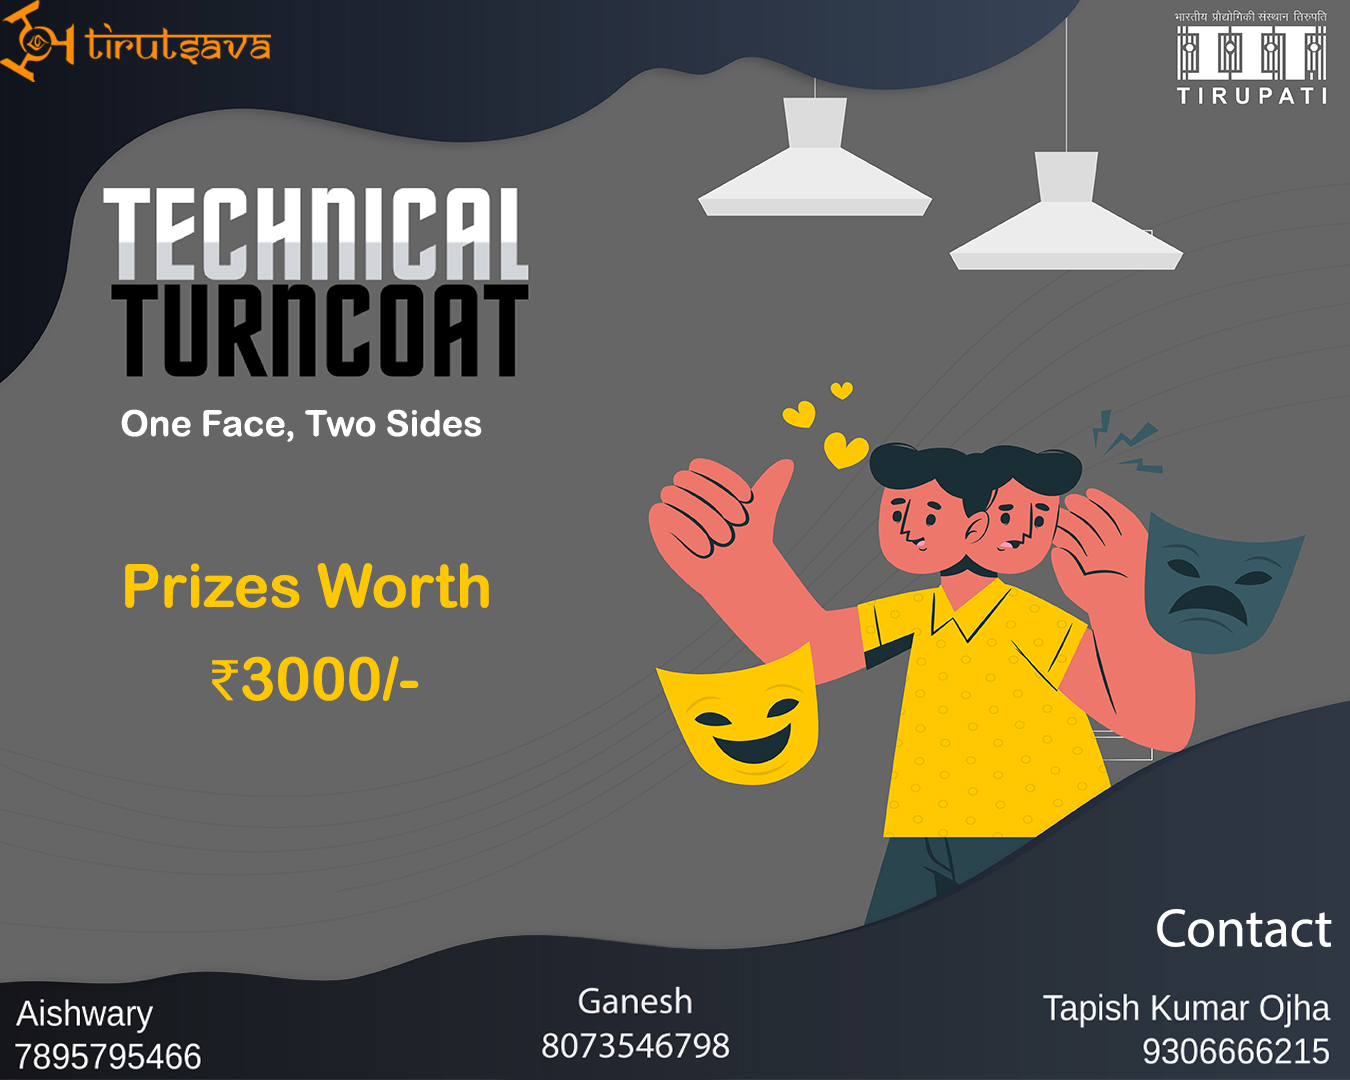 tirutsava
भारतीय प्रौद्योगिकी संस्थान तिरुपति
TIRUPATI
TECHNICAL
TURNCOAT
One Face, Two Sides
Prizes Worth
₹3000/-
Contact
Aishwary
7895795466
Ganesh
8073546798
Tapish Kumar Ojha
9306666215